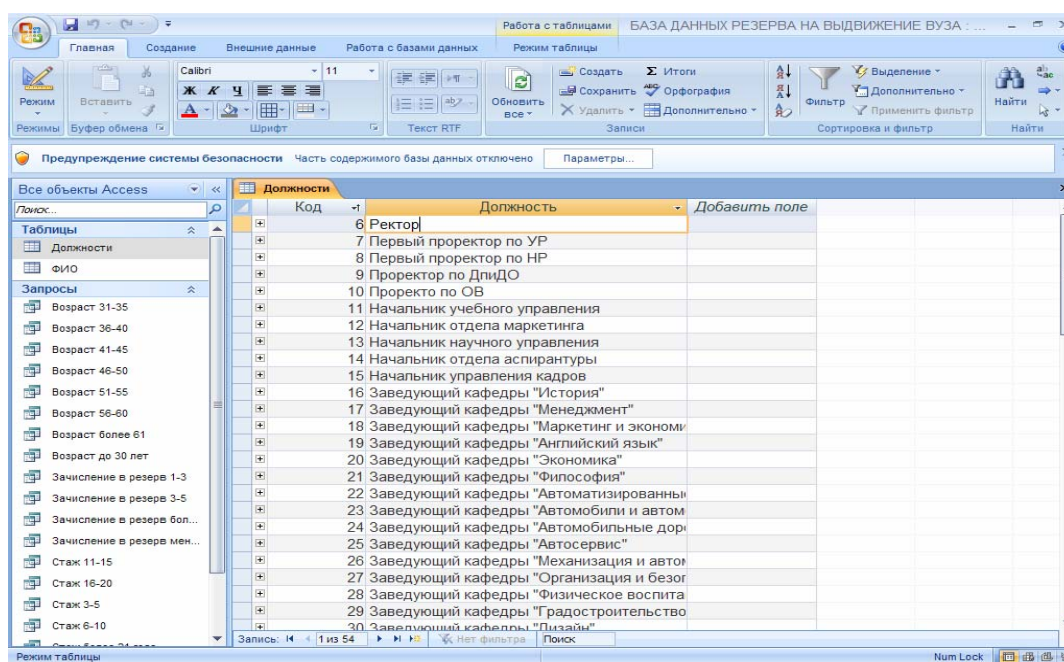 Работа с таблицами БАЗА ДАННЫХ РЕЗЕРВА НА ВЫДВИЖЕНИЕ ВУЗА : ...
Главная Создание Внешние данные Работа с базами данных Режим таблицы
Calibri 11
Ж К Ч
Режим Вставить
Обновить все
Создать Итоги
Сохранить Орфография
Удалить Дополнительно
Фильтр
Выделение
Дополнительно
Применить фильтр
Найти
Режимы Буфер обмена Шрифт Текст RTF Записи Сортировка и фильтр Найти
Предупреждение системы безопасности Часть содержимого базы данных отключено Параметры...
Все объекты Access
Поиск...
Таблицы
Должности
ФИО
Запросы
Возраст 31-35
Возраст 36-40
Возраст 41-45
Возраст 46-50
Возраст 51-55
Возраст 56-60
Возраст более 61
Возраст до 30 лет
Зачисление в резерв 1-3
Зачисление в резерв 3-5
Зачисление в резерв бол...
Зачисление в резерв мен...
Стаж 11-15
Стаж 16-20
Стаж 3-5
Стаж 6-10
Должности
Код Должность Добавить поле
6 Ректор
7 Первый проректор по УР
8 Первый проректор по НР
9 Проректор по ДпиДО
10 Проректо по ОВ
11 Начальник учебного управления
12 Начальник отдела маркетинга
13 Начальник научного управления
14 Начальник отдела аспирантуры
15 Начальник управления кадров
16 Заведующий кафедры "История"
17 Заведующий кафедры "Менеджмент"
18 Заведующий кафедры "Маркетинг и экономи
19 Заведующий кафедры "Английский язык"
20 Заведующий кафедры "Экономика"
21 Заведующий кафедры "Философия"
22 Заведующий кафедры "Автоматизированны
23 Заведующий кафедры "Автомобили и автом
24 Заведующий кафедры "Автомобильные доро
25 Заведующий кафедры "Автосервис"
26 Заведующий кафедры "Механизация и автом
27 Заведующий кафедры "Организация и безоп
28 Заведующий кафедры "Физическое воспита
29 Заведующий кафедры "Градостроительство
30 Заведующий кафедры "Дизайн"
Запись: 1 из 54 Нет фильтра Поиск
Режим таблицы Num Lock